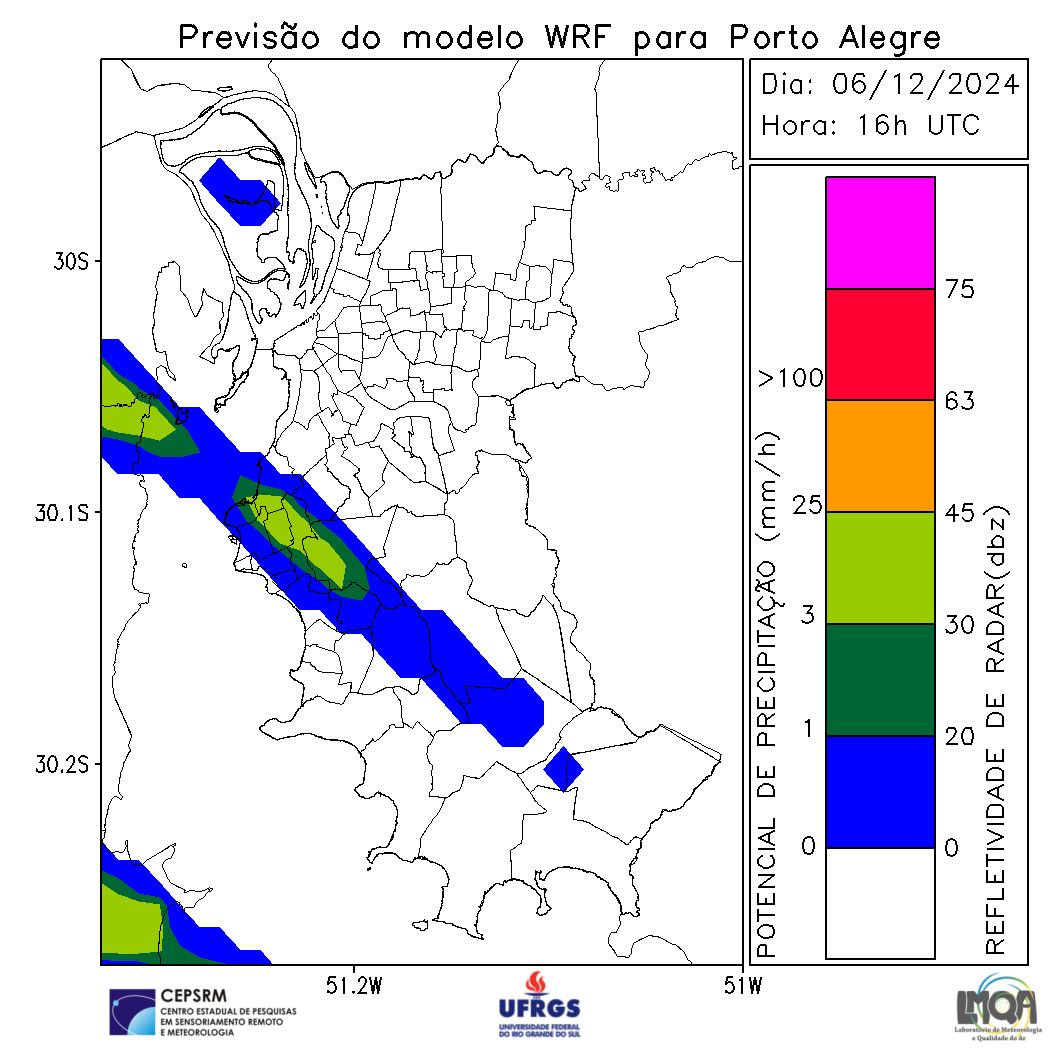 Previsão do modelo WRF para Porto Alegre
Dia: 06/12/2024
Hora: 16h UTC
30S
30.1S
30.2S
51.2W
51W
POTENCIAL DE PRECIPITAÇÃO (mm/h)
>100
25
3
1
0
75
63
45
30
20
0
REFLETIVIDADE DE RADAR(dbz)
CEPSRM
CENTRO ESTADUAL DE PESQUISAS
EM SENSORIAMENTO REMOTO
E METEOROLOGIA
UFRGS
UNIVERSIDADE FEDERAL
DO RIO GRANDE DO SUL
LMQA
Laboratório de Meteorologia
e Qualidade do Ar